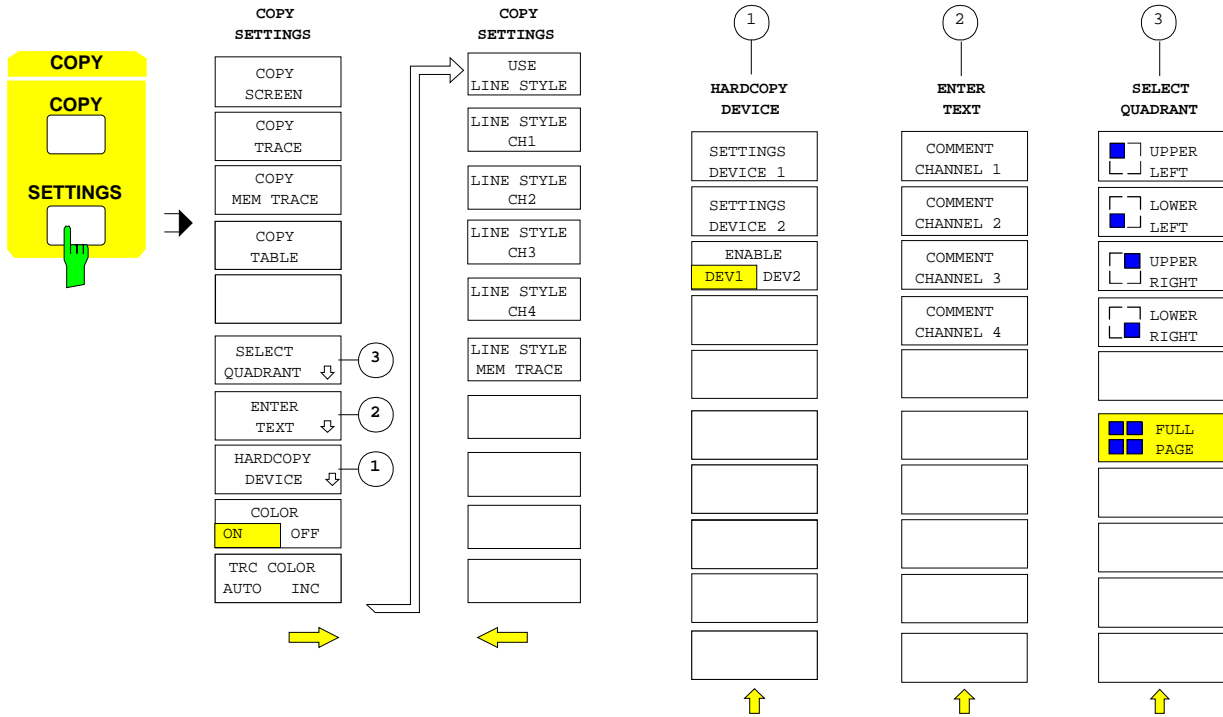 COPY
COPY
SETTINGS
COPY
SETTINGS
COPY
SCREEN
COPY
TRACE
COPY
MEM TRACE
COPY
TABLE
SELECT
QUADRANT
3
ENTER
TEXT
2
HARDCOPY
DEVICE
1
COLOR
ON OFF
TRC COLOR
AUTO INC
COPY
SETTINGS
USE
LINE STYLE
LINE STYLE
CH1
LINE STYLE
CH2
LINE STYLE
CH3
LINE STYLE
CH4
LINE STYLE
MEM TRACE
1
HARDCOPY
DEVICE
SETTINGS
DEVICE 1
SETTINGS
DEVICE 2
ENABLE
DEV1 DEV2
2
ENTER
TEXT
COMMENT
CHANNEL 1
COMMENT
CHANNEL 2
COMMENT
CHANNEL 3
COMMENT
CHANNEL 4
3
SELECT
QUADRANT
UPPER
LEFT
LOWER
LEFT
UPPER
RIGHT
LOWER
RIGHT
FULL
PAGE